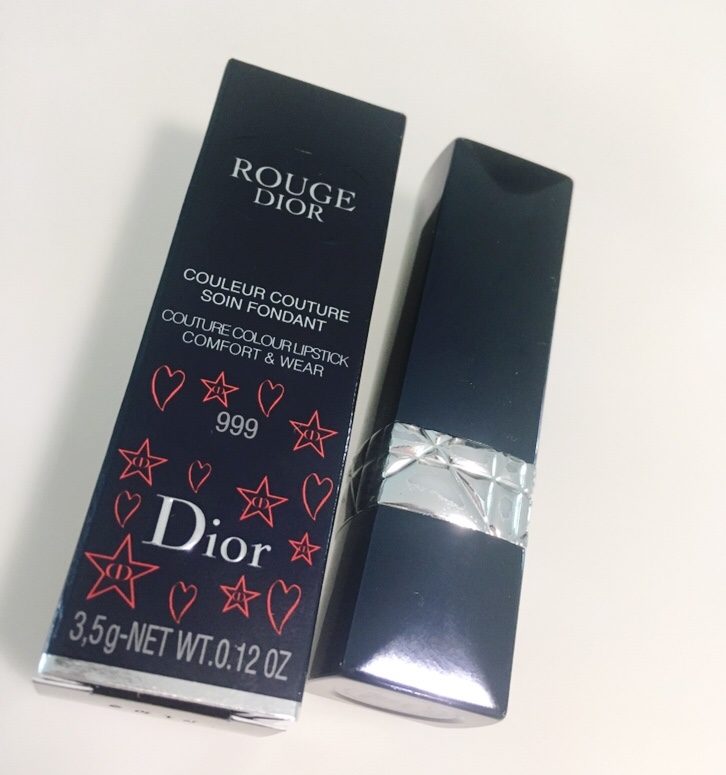 ROUGE
DIOR
COULEUR COUTURE
SOIN FONDANT
COUTURE COLOUR LIPSTICK
COMFORT & WEAR
999
Dior
3,5g-NET WT.0.12 OZ